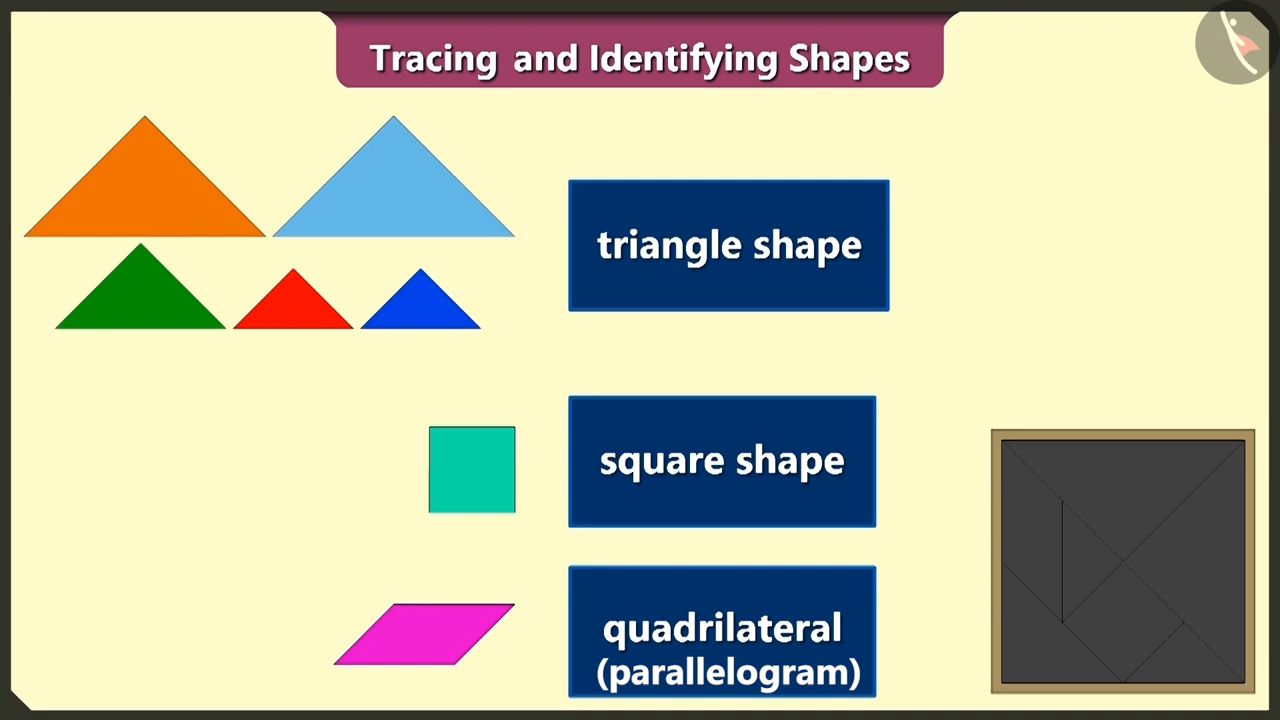 Tracing and Identifying Shapes
triangle shape
square shape
quadrilateral
(parallelogram)